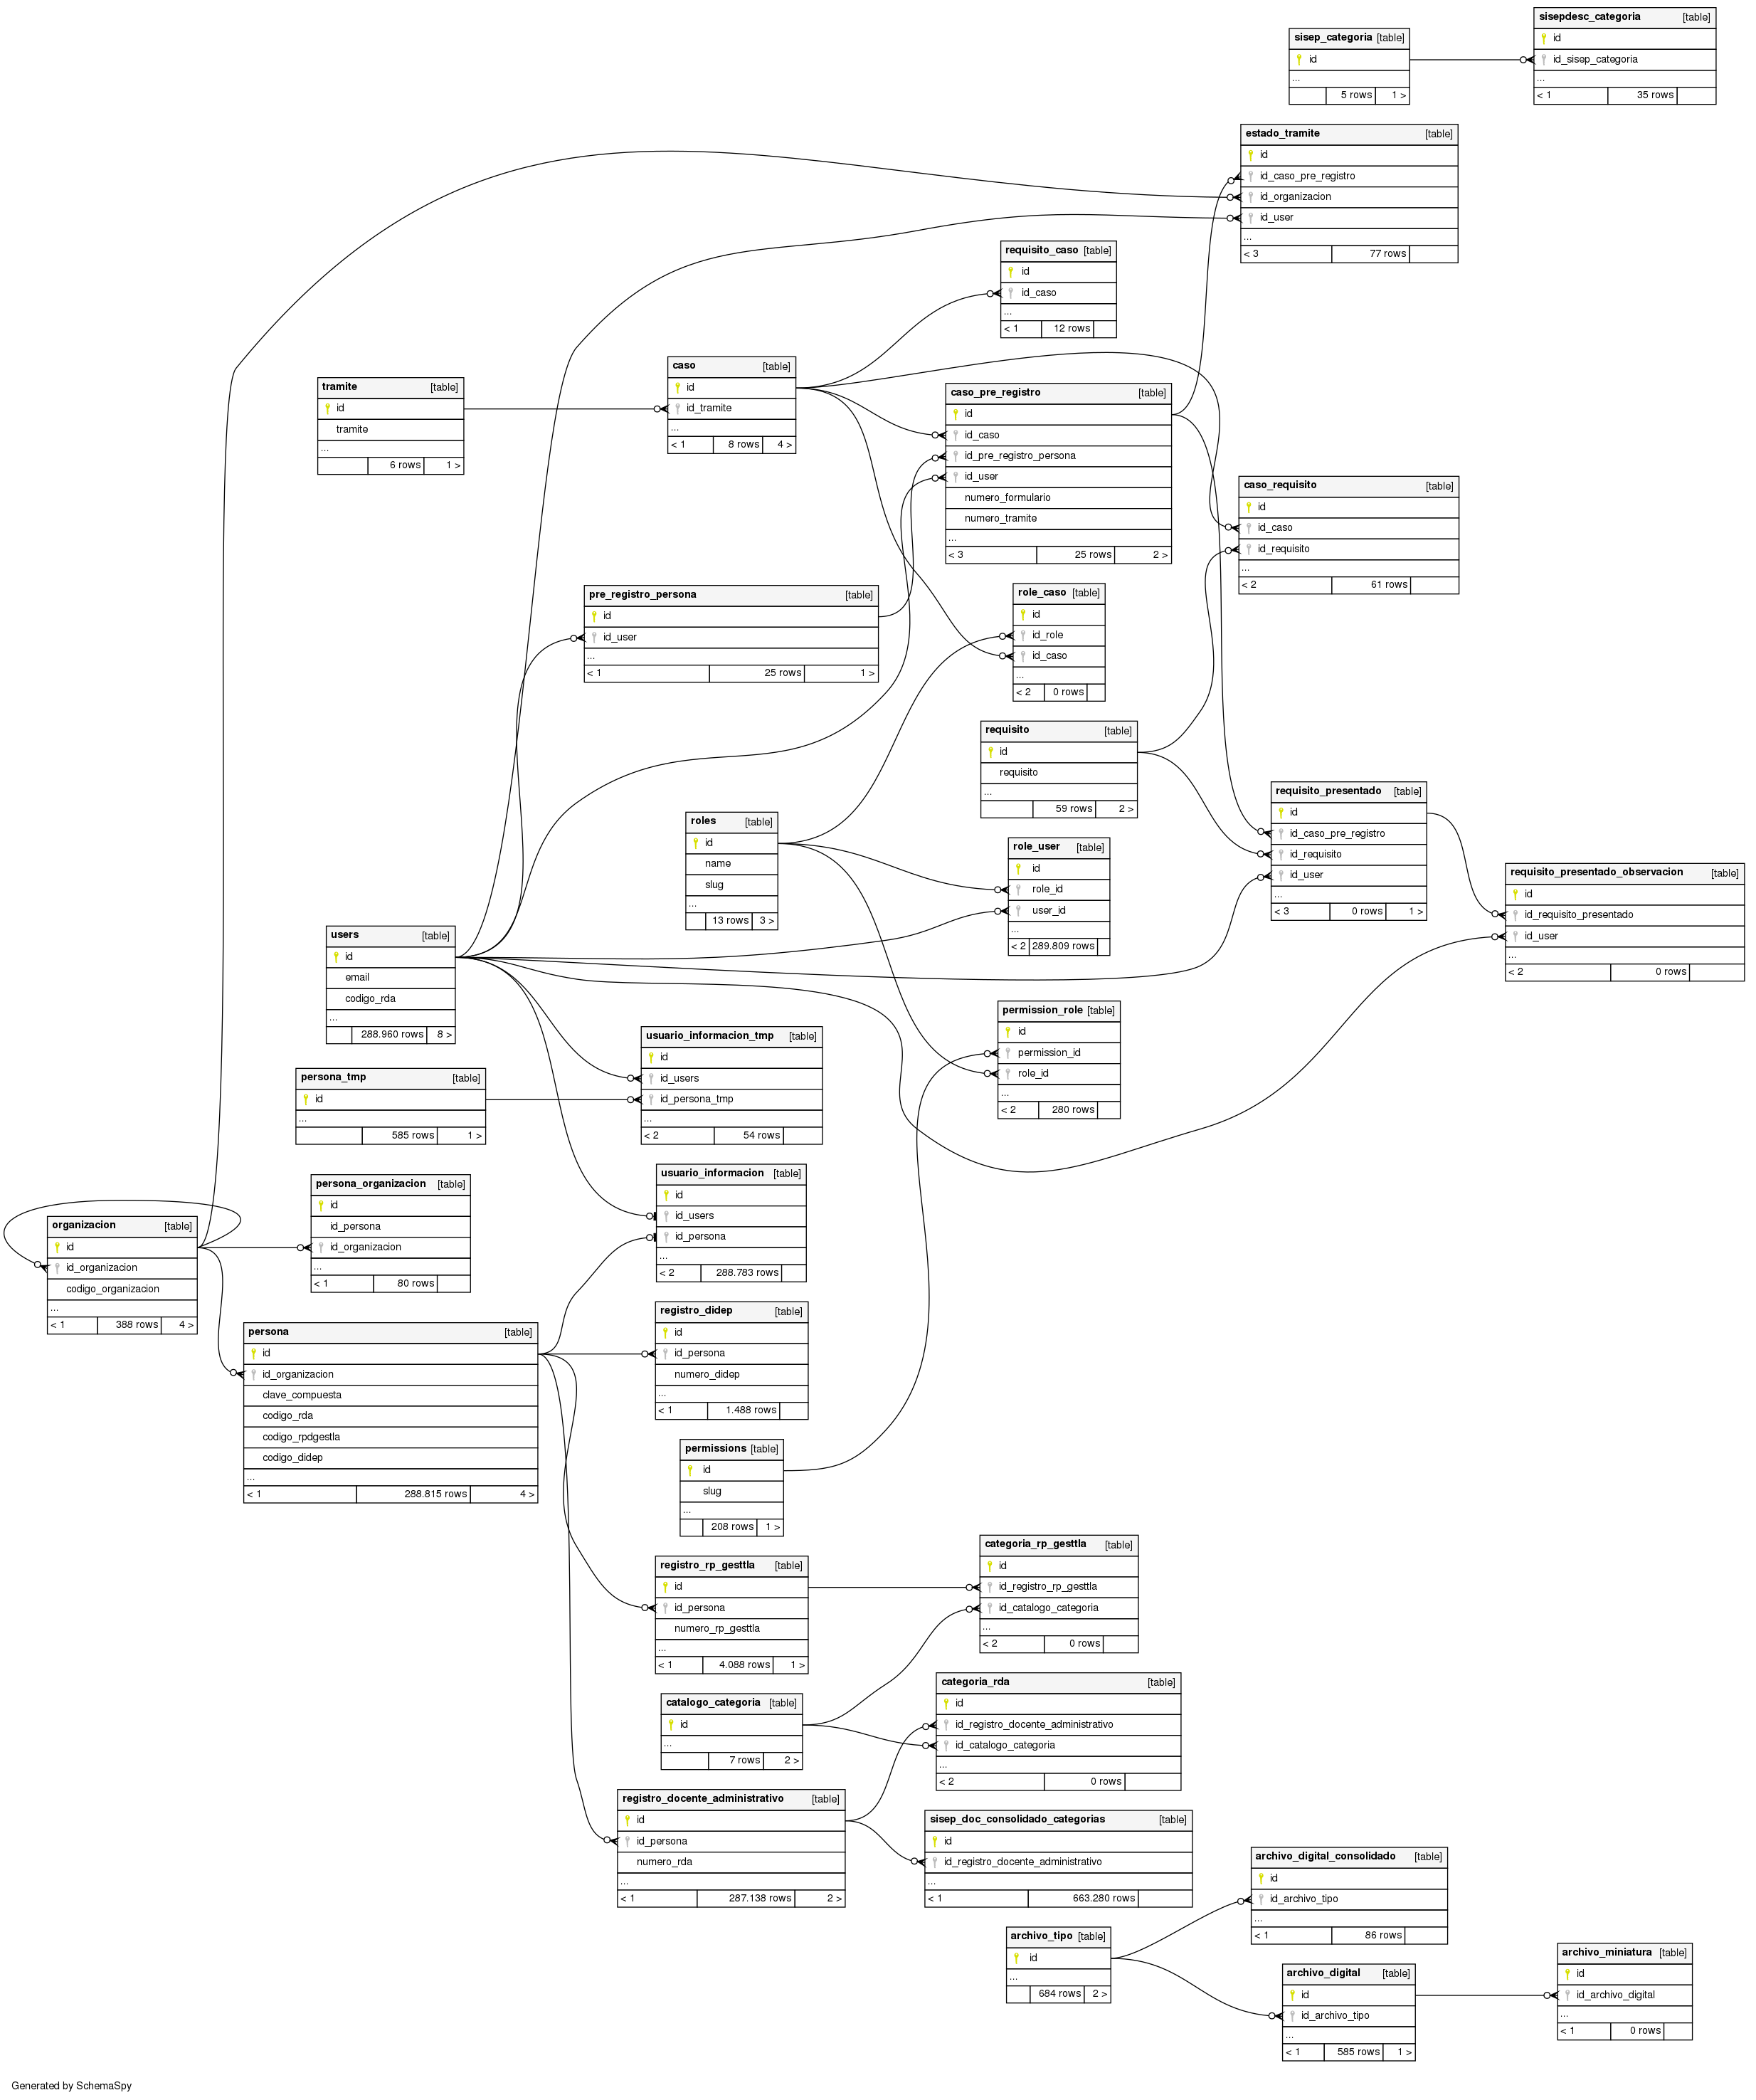 sisepdesc_categoria [table]
id
id_sisep_categoria
...
< 1 35 rows
sisep_categoria [table]
id
...
5 rows 1 >
estado_tramite [table]
id
id_caso_pre_registro
id_organizacion
id_user
...
< 3 77 rows
requisito_caso [table]
id
id_caso
...
< 1 12 rows
caso [table]
id
id_tramite
...
< 1 8 rows 4 >
tramite [table]
id
tramite
...
6 rows 1 >
caso_pre_registro [table]
id
id_caso
id_pre_registro_persona
id_user
numero_formulario
numero_tramite
...
< 3 25 rows 2 >
caso_requisito [table]
id
id_caso
id_requisito
...
< 2 61 rows
pre_registro_persona [table]
id
id_user
...
< 1 25 rows 1 >
role_caso [table]
id
id_role
id_caso
...
< 2 0 rows
requisito [table]
id
requisito
...
59 rows 2 >
requisito_presentado [table]
id
id_caso_pre_registro
id_requisito
id_user
...
< 3 0 rows 1 >
roles [table]
id
name
slug
...
13 rows 3 >
role_user [table]
id
role_id
user_id
...
< 2 289.809 rows
requisito_presentado_observacion [table]
id
id_requisito_presentado
id_user
...
< 2 0 rows
users [table]
id
email
codigo_rda
...
288.960 rows 8 >
permission_role [table]
id
permission_id
role_id
...
< 2 280 rows
usuario_informacion_tmp [table]
id
id_users
id_persona_tmp
...
< 2 54 rows
persona_tmp [table]
id
...
585 rows 1 >
usuario_informacion [table]
id
id_users
id_persona
...
< 2 288.783 rows
persona_organizacion [table]
id
id_persona
id_organizacion
...
< 1 80 rows
organizacion [table]
id
id_organizacion
codigo_organizacion
...
< 1 388 rows 4 >
registro_didep [table]
id
id_persona
numero_didep
...
< 1 1.488 rows
persona [table]
id
id_organizacion
clave_compuesta
codigo_rda
codigo_rpdgestla
codigo_didep
...
< 1 288.815 rows 4 >
permissions [table]
id
slug
...
208 rows 1 >
categoria_rp_gesttla [table]
id
id_registro_rp_gesttla
id_catalogo_categoria
...
< 2 0 rows
registro_rp_gesttla [table]
id
id_persona
numero_rp_gesttla
...
< 1 4.088 rows 1 >
categoria_rda [table]
id
id_registro_docente_administrativo
id_catalogo_categoria
...
< 2 0 rows
catalogo_categoria [table]
id
...
7 rows 2 >
registro_docente_administrativo [table]
id
id_persona
numero_rda
...
< 1 287.138 rows 2 >
sisep_doc_consolidado_categorias [table]
id
id_registro_docente_administrativo
...
< 1 663.280 rows
archivo_digital_consolidado [table]
id
id_archivo_tipo
...
< 1 86 rows
archivo_tipo [table]
id
...
684 rows 2 >
archivo_digital [table]
id
id_archivo_tipo
...
< 1 585 rows 1 >
archivo_miniatura [table]
id
id_archivo_digital
...
< 1 0 rows
Generated by SchemaSpy